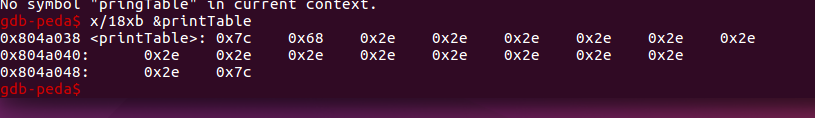 No symbol "pringTable" in current context.
gdb-peda$ x/18xb &printTable
0x804a038 <printTable>: 0x7c 0x68 0x2e 0x2e 0x2e 0x2e 0x2e 0x2e
0x804a040: 0x2e 0x2e 0x2e 0x2e 0x2e 0x2e 0x2e 0x2e
0x804a048: 0x2e 0x7c
gdb-peda$